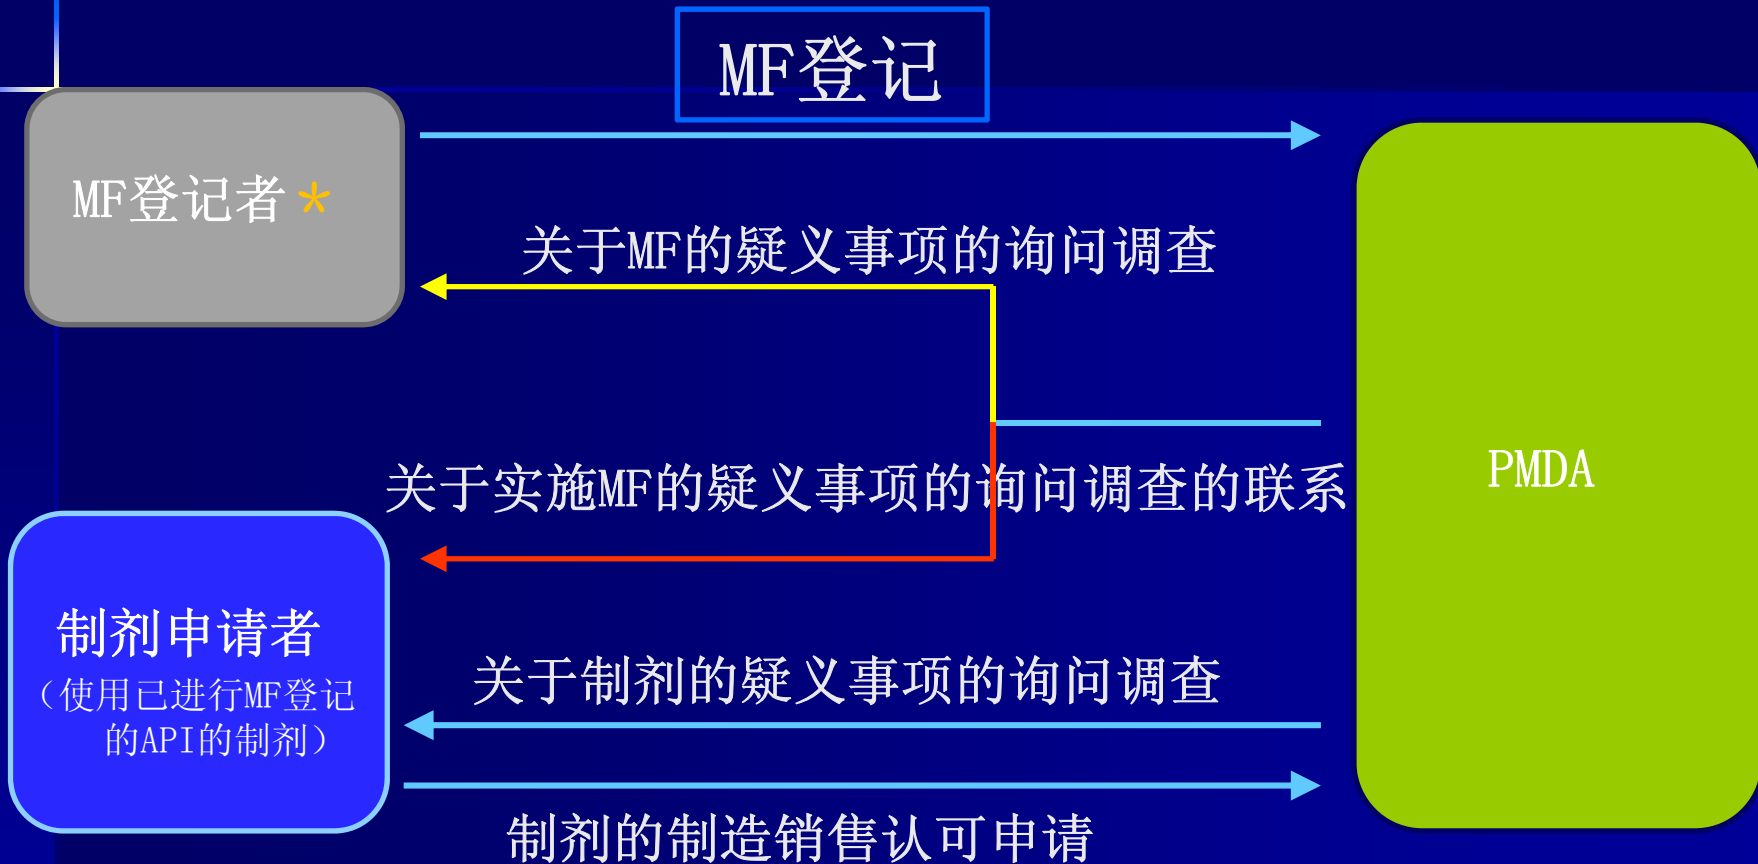 MF登记
MF登记者*
关于MF的疑义事项的询问调查
关于实施MF的疑义事项的询问调查的联系
PMDA
制剂申请者
（使用已进行MF登记
的API的制剂）
关于制剂的疑义事项的询问调查
制剂的制造销售认可申请